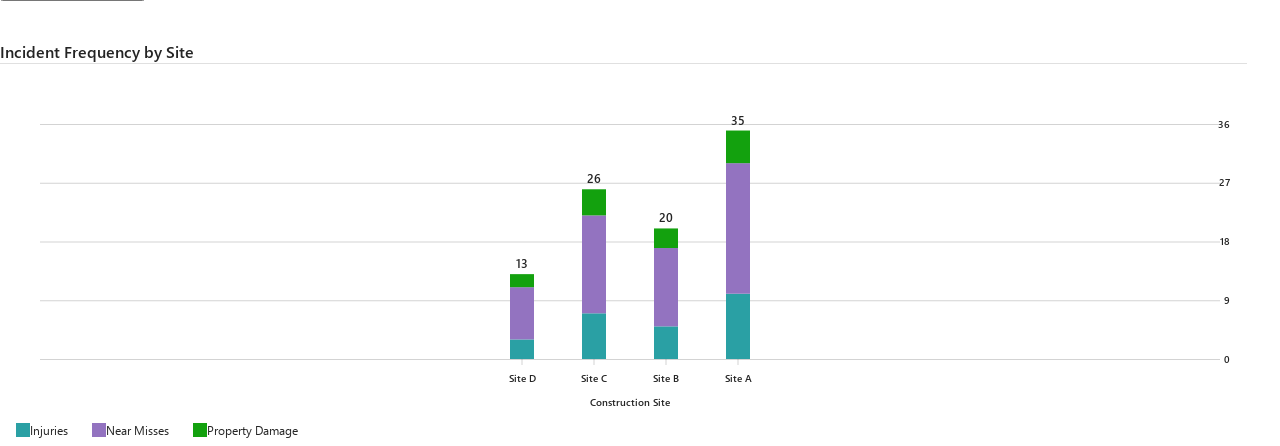 Incident Frequency by Site
35
36
26
27
20
18
13
9
0
Site D Site C Site B Site A
Construction Site
Injuries Near Misses Property Damage